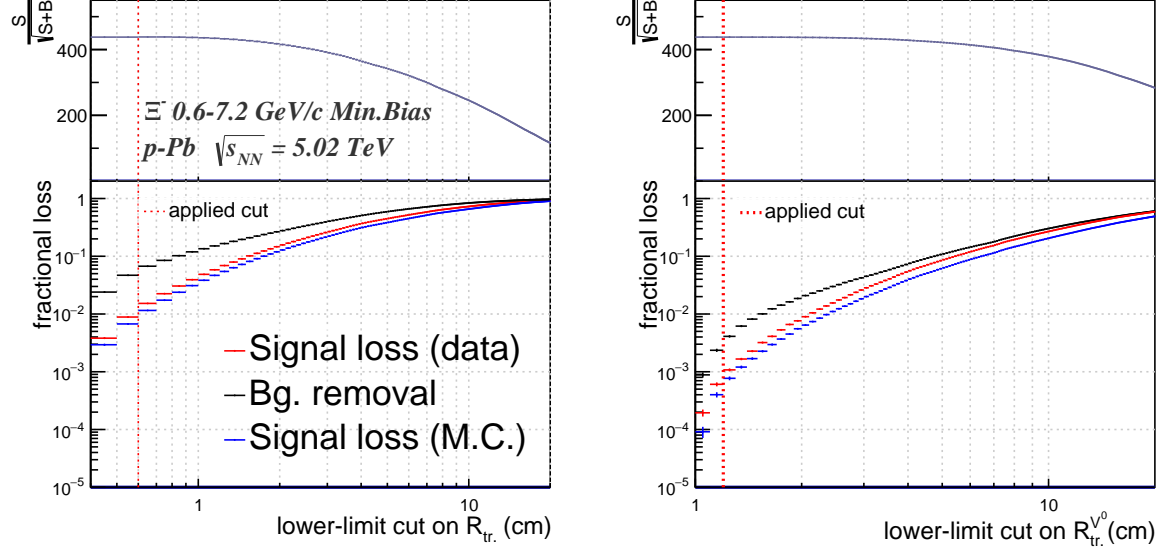 S
√S+B
400
200
Ξ⁻ 0.6-7.2 GeV/c Min.Bias
p-Pb √s_NN = 5.02 TeV
fractional loss
1
10⁻¹
10⁻²
10⁻³
10⁻⁴
10⁻⁵
applied cut
Signal loss (data)
Bg. removal
Signal loss (M.C.)
1 10
lower-limit cut on R_tr. (cm)
S
√S+B
400
200
fractional loss
1
10⁻¹
10⁻²
10⁻³
10⁻⁴
10⁻⁵
applied cut
1 10
lower-limit cut on R_tr.^V⁰ (cm)